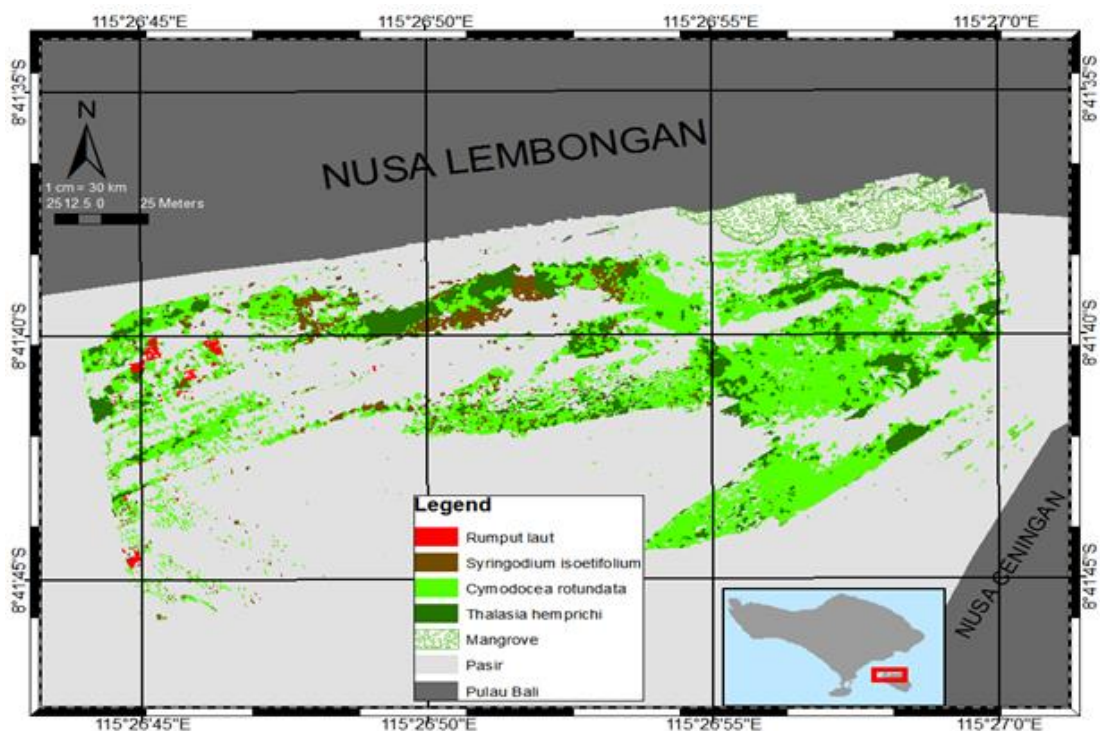 115°26'45"E 115°26'50"E 115°26'55"E 115°27'0"E
8°41'35"S 8°41'35"S
N
NUSA LEMBONGAN
1 cm = 30 km
25 12.5 0 25 Meters
8°41'40"S 8°41'40"S
Legend
Rumput laut
Syringodium isoetifolium
Cymodocea rotundata
Thalasia hemprichi
Mangrove
Pasir
Pulau Bali
8°41'45"S 8°41'45"S
NUSA CENINGAN
115°26'45"E 115°26'50"E 115°26'55"E 115°27'0"E